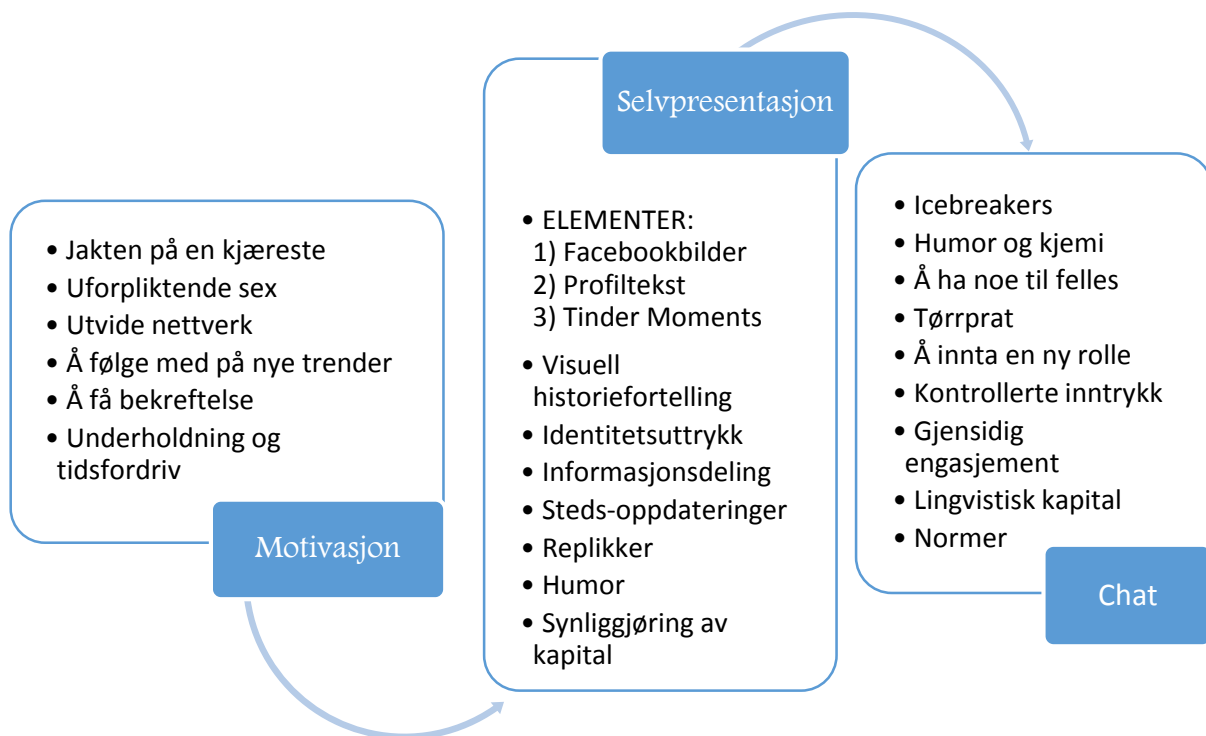 • Jakten på en kjæreste
• Uforpliktende sex
• Utvide nettverk
• Å følge med på nye trender
• Å få bekreftelse
• Underholdning og
tidsfordriv
Motivasjon
Selvpresentasjon
• ELEMENTER:
1) Facebookbilder
2) Profiltekst
3) Tinder Moments
• Visuell
historiefortelling
• Identitetsuttrykk
• Informasjonsdeling
• Steds-oppdateringer
• Replikker
• Humor
• Synliggjøring av
kapital
• Icebreakers
• Humor og kjemi
• Å ha noe til felles
• Tørrprat
• Å innta en ny rolle
• Kontrollerte inntrykk
• Gjensidig
engasjement
• Lingvistisk kapital
• Normer
Chat